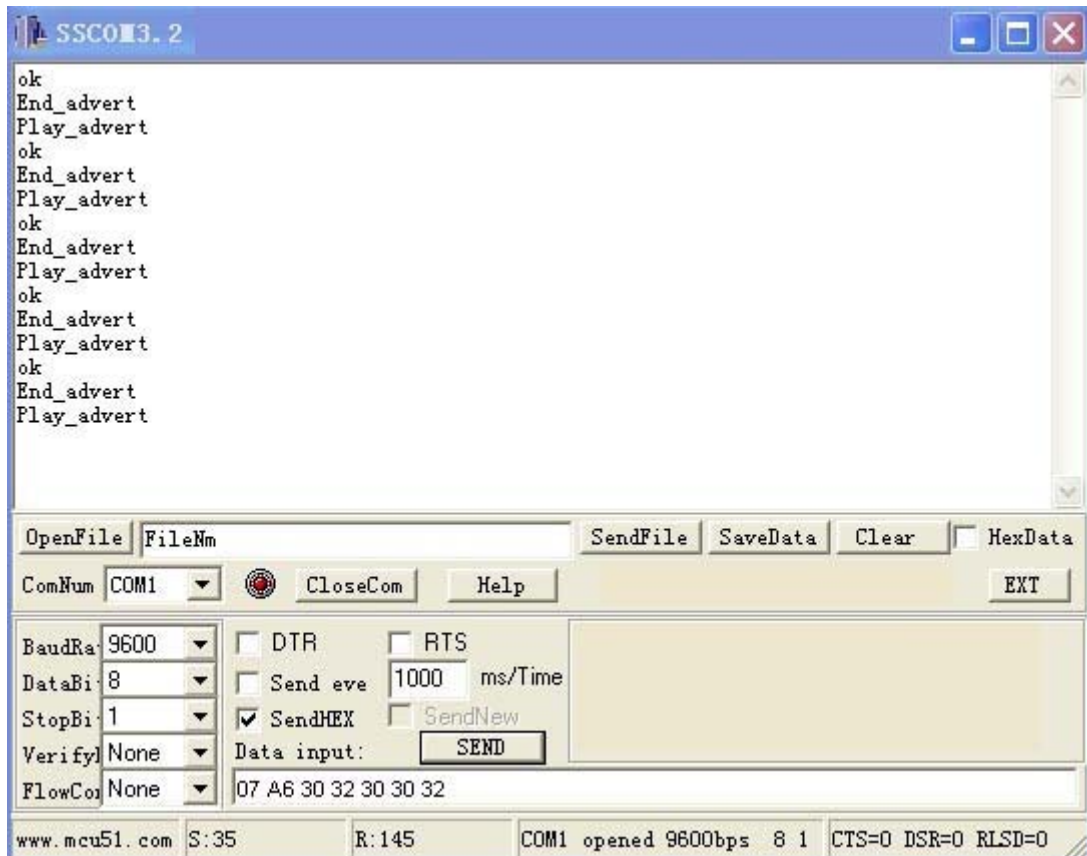 SSCOM3.2
ok
End_advert
Play_advert
ok
End_advert
Play_advert
ok
End_advert
Play_advert
ok
End_advert
Play_advert
ok
End_advert
Play_advert
OpenFile FileNm SendFile SaveData Clear HexData
ComNum COM1 CloseCom Help EXT
BaudRa 9600 DTR RTS
DataBi 8 Send eve 1000 ms/Time
StopBi 1 SendHEX SendNew
Verify None Data input: SEND
FlowCo None 07 A6 30 32 30 30 32
www.mcu51.com S:35 R:145 COM1 opened 9600bps 8 1 CTS=0 DSR=0 RLSD=0